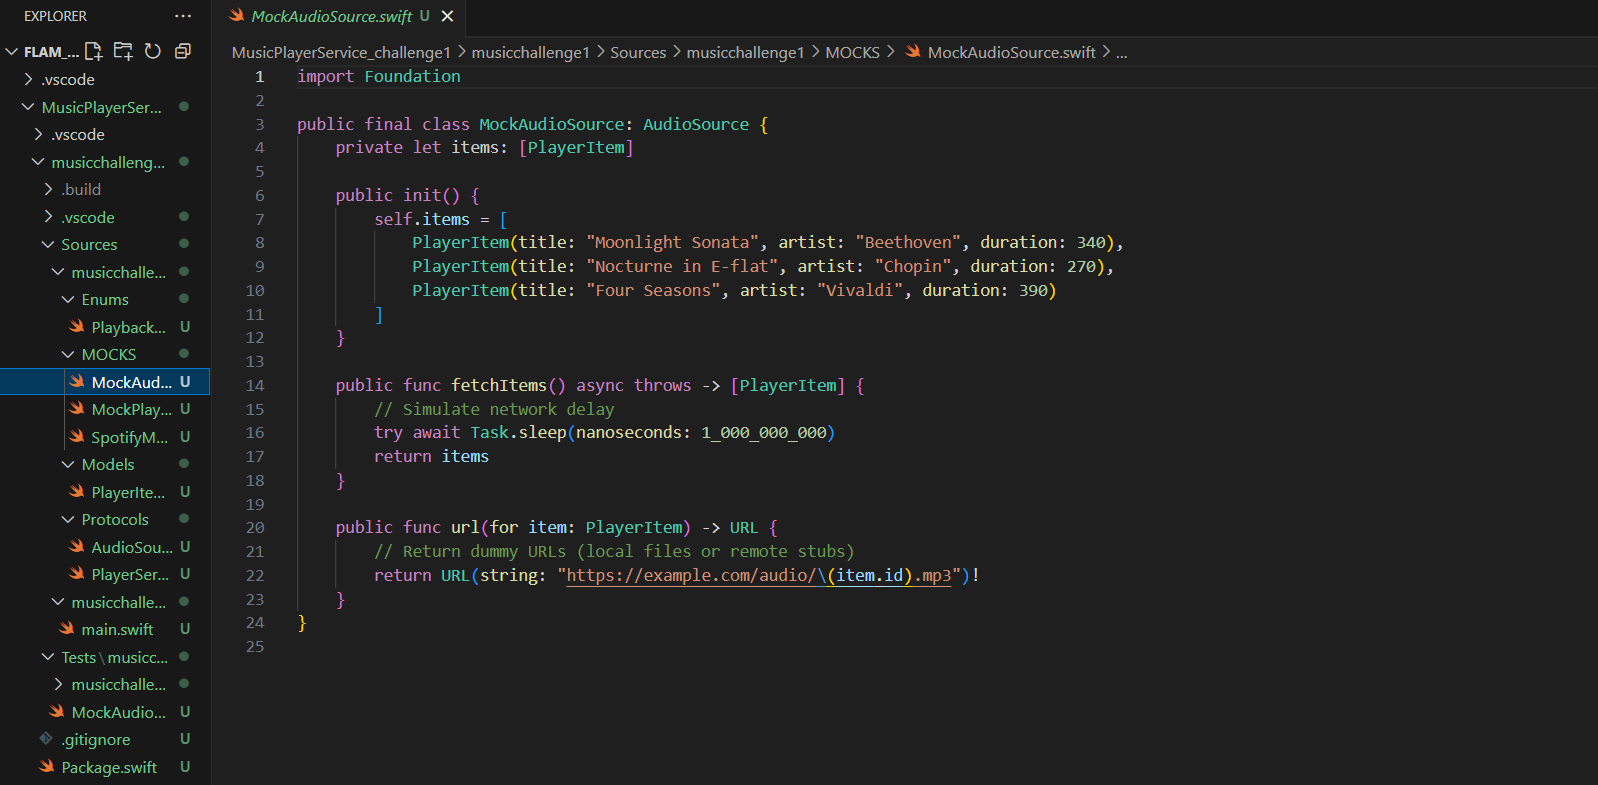 EXPLORER ...
FLAM_...
.vscode
MusicPlayerSer...
.vscode
musicchalleng...
.build
.vscode
Sources
musicchalle...
Enums
Playback... U
MOCKS
MockAud... U
MockPlay... U
SpotifyM... U
Models
PlayerIte... U
Protocols
AudioSou... U
PlayerSer... U
musicchalle...
main.swift U
Tests\musicc...
musicchalle...
MockAudio... U
.gitignore U
Package.swift U
MockAudioSource.swift U
MusicPlayerService_challenge1 > musicchallenge1 > Sources > musicchallenge1 > MOCKS > MockAudioSource.swift > ...
1 import Foundation
2
3 public final class MockAudioSource: AudioSource {
4     private let items: [PlayerItem]
5
6     public init() {
7         self.items = [
8             PlayerItem(title: "Moonlight Sonata", artist: "Beethoven", duration: 340),
9             PlayerItem(title: "Nocturne in E-flat", artist: "Chopin", duration: 270),
10             PlayerItem(title: "Four Seasons", artist: "Vivaldi", duration: 390)
11         ]
12     }
13
14     public func fetchItems() async throws -> [PlayerItem] {
15         // Simulate network delay
16         try await Task.sleep(nanoseconds: 1_000_000_000)
17         return items
18     }
19
20     public func url(for item: PlayerItem) -> URL {
21         // Return dummy URLs (local files or remote stubs)
22         return URL(string: "https://example.com/audio/\(item.id).mp3")!
23     }
24 }
25